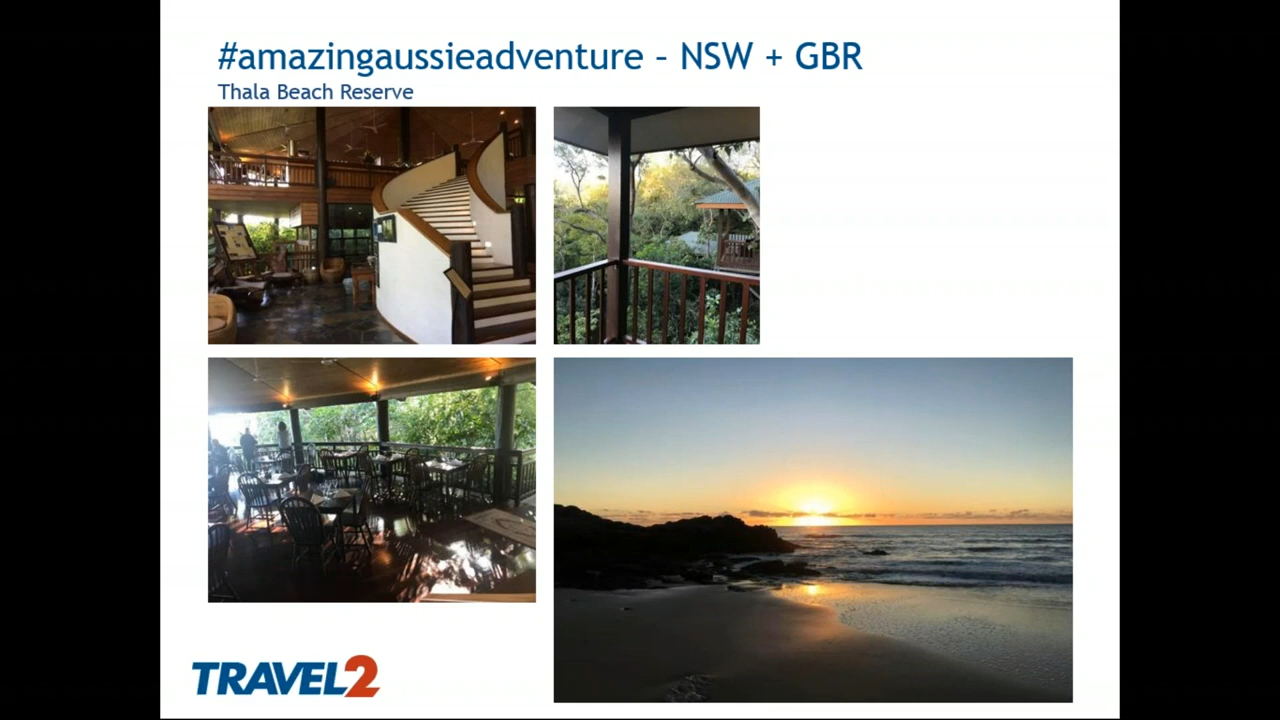 #amazingaussieadventure – NSW + GBR
Thala Beach Reserve
TRAVEL2